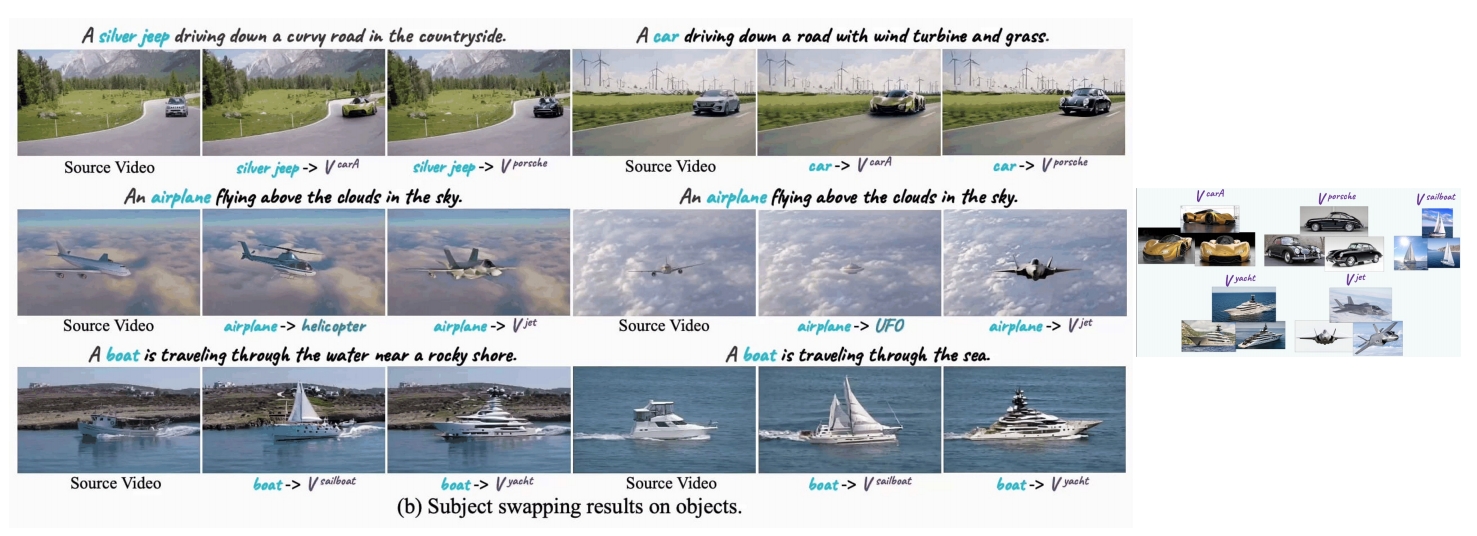 A silver jeep driving down a curvy road in the countryside.
A car driving down a road with wind turbine and grass.
Source Video
silver jeep -> V carA
silver jeep -> V porsche
Source Video
car -> V carA
car -> V porsche
An airplane flying above the clouds in the sky.
An airplane flying above the clouds in the sky.
Source Video
airplane -> helicopter
airplane -> V jet
Source Video
airplane -> UFO
airplane -> V jet
A boat is traveling through the water near a rocky shore.
A boat is traveling through the sea.
Source Video
boat -> V sailboat
boat -> V yacht
Source Video
boat -> V sailboat
boat -> V yacht
(b) Subject swapping results on objects.
V carA
V porsche
V sailboat
V yacht
V jet